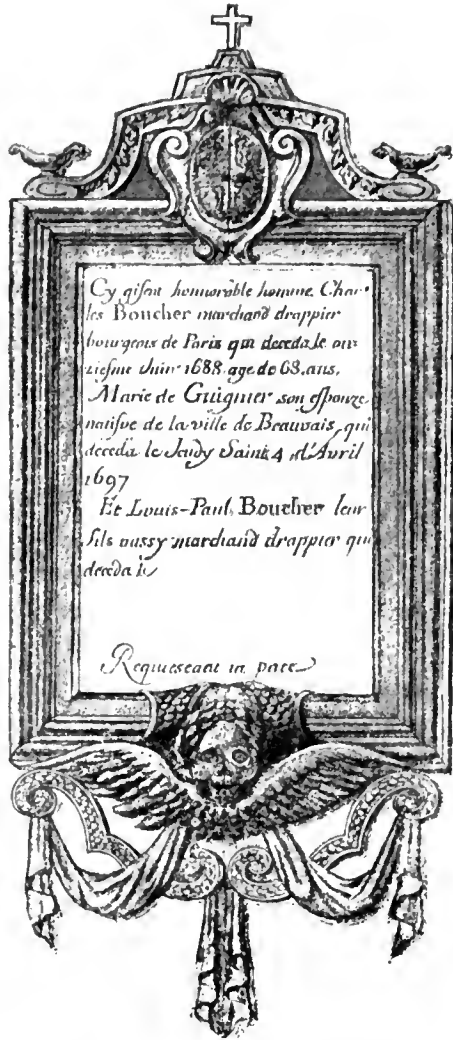 Cy gisent honnorable homme Char-
les Boucher marchand drappier
bourgeois de Paris qui deceda le on-
ziesme Juin 1688 age de 68. ans.
Marie de Guignier son espouze
naifve de la ville de Beauvais, qui
deceda le Jeudy Saint 4 d'Avril
1697
Et Louis-Paul Boucher leur
fils aussy marchand drappier qui
deceda le
Requiescant in pace